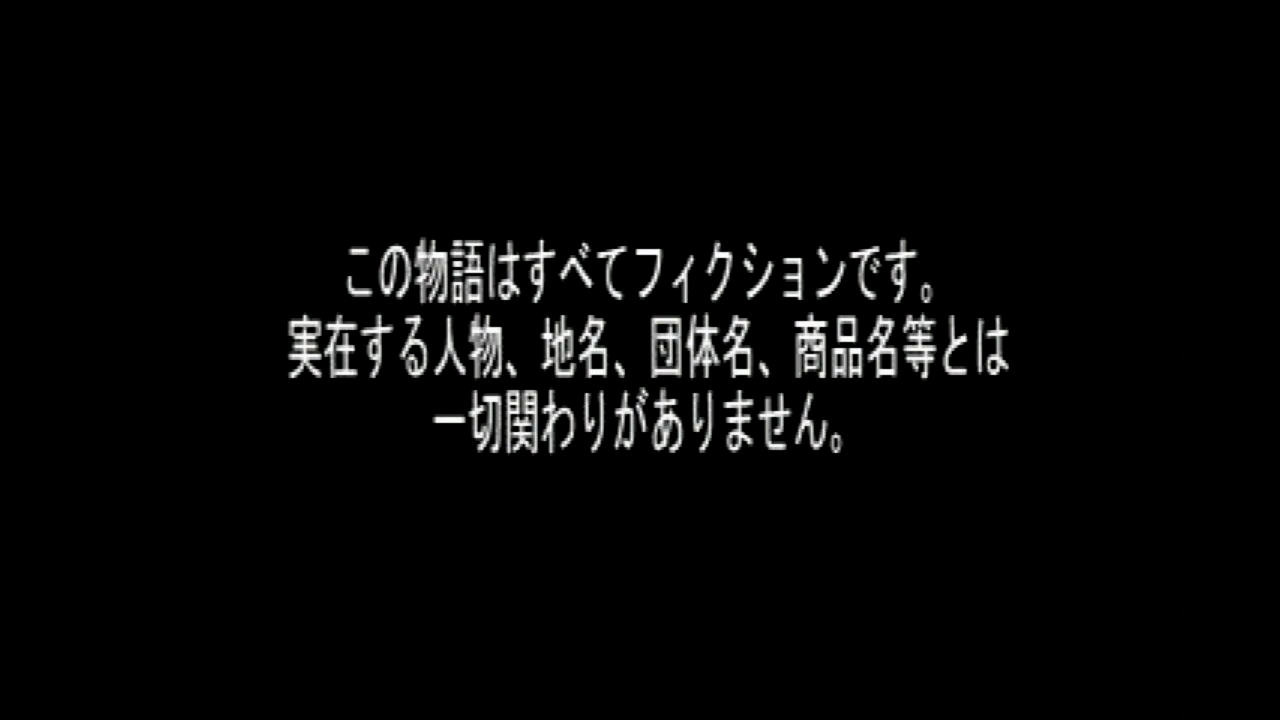 この物語はすべてフィクションです。
実在する人物、地名、団体名、商品名等とは
一切関わりがありません。